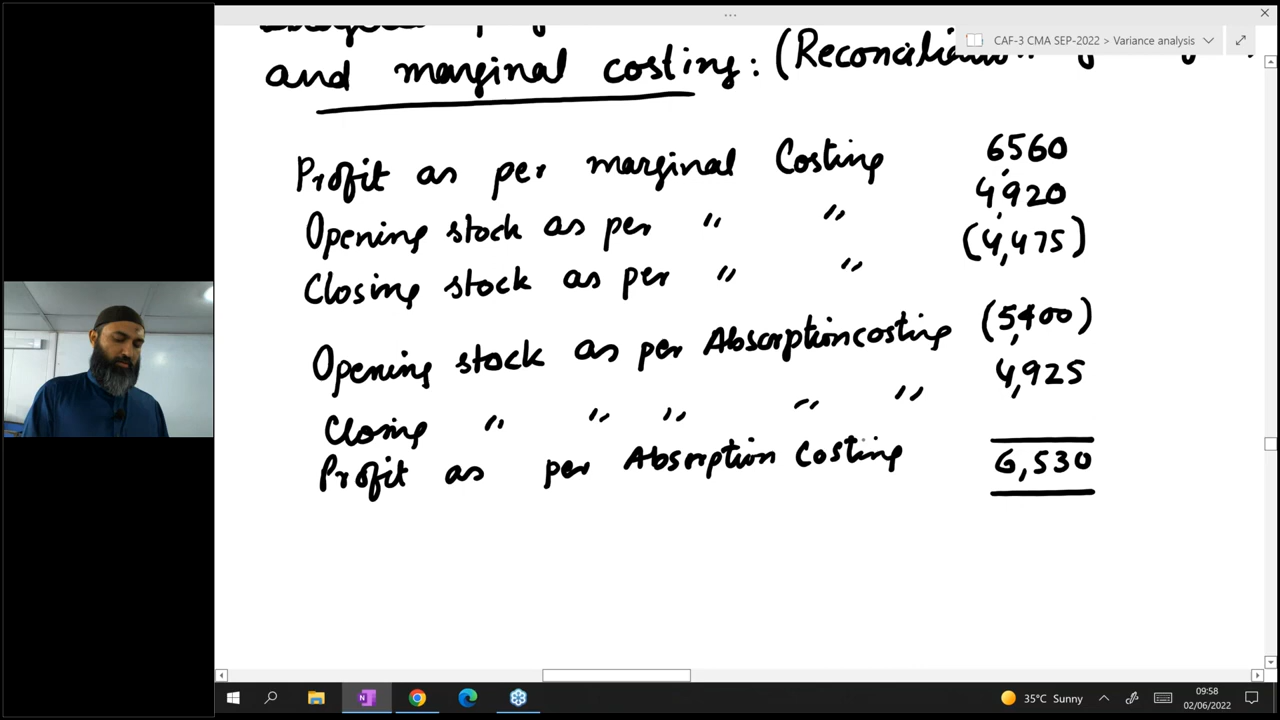 CAF-3 CMA SEP-2022 > Variance analysis
and marginal costing: (Reconciliation
Profit as per marginal Costing 6560
Opening stock as per " " 4,920
Closing stock as per " " (4,475)
Opening stock as per Absorption costing (5,400)
Closing " " " " " 4,925
Profit as per Absorption Costing 6,530
35°C Sunny
09:58
02/06/2022